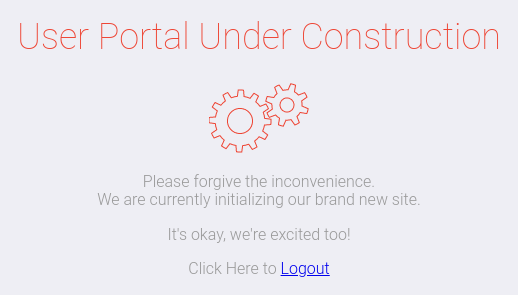 User Portal Under Construction
Please forgive the inconvenience.
We are currently initializing our brand new site.
It's okay, we're excited too!
Click Here to Logout